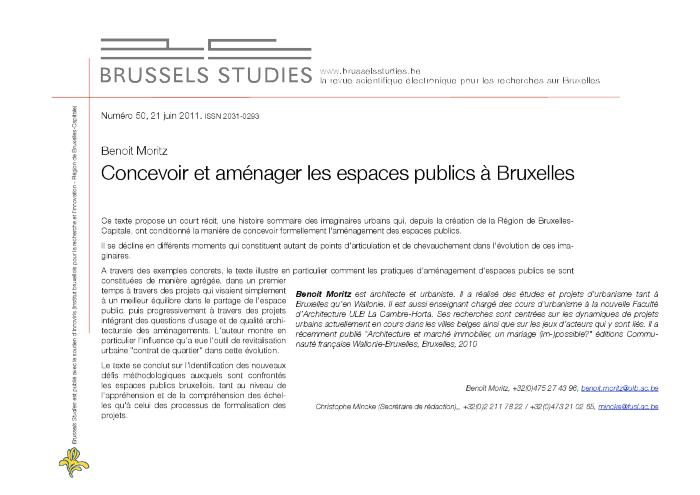 BRUSSELS STUDIES
www.brusselsstudies.be
la revue scientifique électronique pour les recherches sur Bruxelles
Numéro 50, 21 juin 2011. ISSN 2031-0293
Benoit Moritz
Concevoir et aménager les espaces publics à Bruxelles
Ce texte propose un court récit, une histoire sommaire des imaginaires urbains qui, depuis la création de la Région de Bruxelles-
Capitale, ont conditionné la manière de concevoir formellement l'aménagement des espaces publics.
Il se décline en différents moments qui constituent autant de points d'articulation et de chevauchement dans l'évolution de ces ima-
ginaires.
A travers des exemples concrets, le texte illustre en particulier comment les pratiques d'aménagement d'espaces publics se sont
constituées de manière agrégée, dans un premier
temps à travers des projets qui visaient simplement
à un meilleur équilibre dans le partage de l'espace
public, puis progressivement à travers des projets
intégrant des questions d'usage et de qualité archi-
tecturale des aménagements. L'auteur montre en
particulier l'influence qu'a eue l'outil de revitalisation
urbaine "contrat de quartier" dans cette évolution.
Le texte se conclut sur l'identification des nouveaux
défis méthodologiques auxquels sont confrontés
les espaces publics bruxellois, tant au niveau de
l'appréhension et de la compréhension des échel-
les qu'à celui des processus de formalisation des
projets.
Benoit Moritz est architecte et urbaniste. Il a réalisé des études et projets d'urbanisme tant à
Bruxelles qu'en Wallonie. Il est aussi enseignant chargé des cours d'urbanisme à la nouvelle Faculté
d'Architecture ULB/ La Cambre-Horta. Ses recherches sont centrées sur les dynamiques de projets
urbains actuellement en cours dans les villes belges ainsi que sur les jeux d'acteurs qui y sont liés. Il a
récemment publié "Architecture et marché immobilier, un mariage (im-)possible?" éditions Commu-
nauté française Wallonie-Bruxelles, Bruxelles, 2010
Benoît Moritz, +32(0)475 27 43 96, benoit.moritz@ulb.ac.be
Christophe Mincke (Secrétaire de rédaction),, +32(0)2 211 78 22 / +32(0)473 21 02 65, mincke@fusl.ac.be
Brussels Studies est publié avec le soutien d'Innoviris (Institut bruxellois pour la recherche et l'innovation - Région de Bruxelles-Capitale)